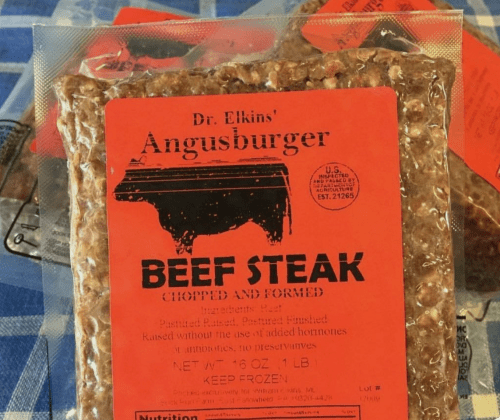 Dr. Elkins'
Angusburger
U.S.
INSPECTED
AND PASSED BY
DEPARTMENT OF
AGRICULTURE
EST. 21265
BEEF STEAK
CHOPPED AND FORMED
Ingredients: Beef
Pastured Raised, Pastured Finished
Raised without the use of added hormones
or antibiotics, no preservatives
NET WT. 16 OZ. 1 LB
KEEP FROZEN
Lot #
Nutrition